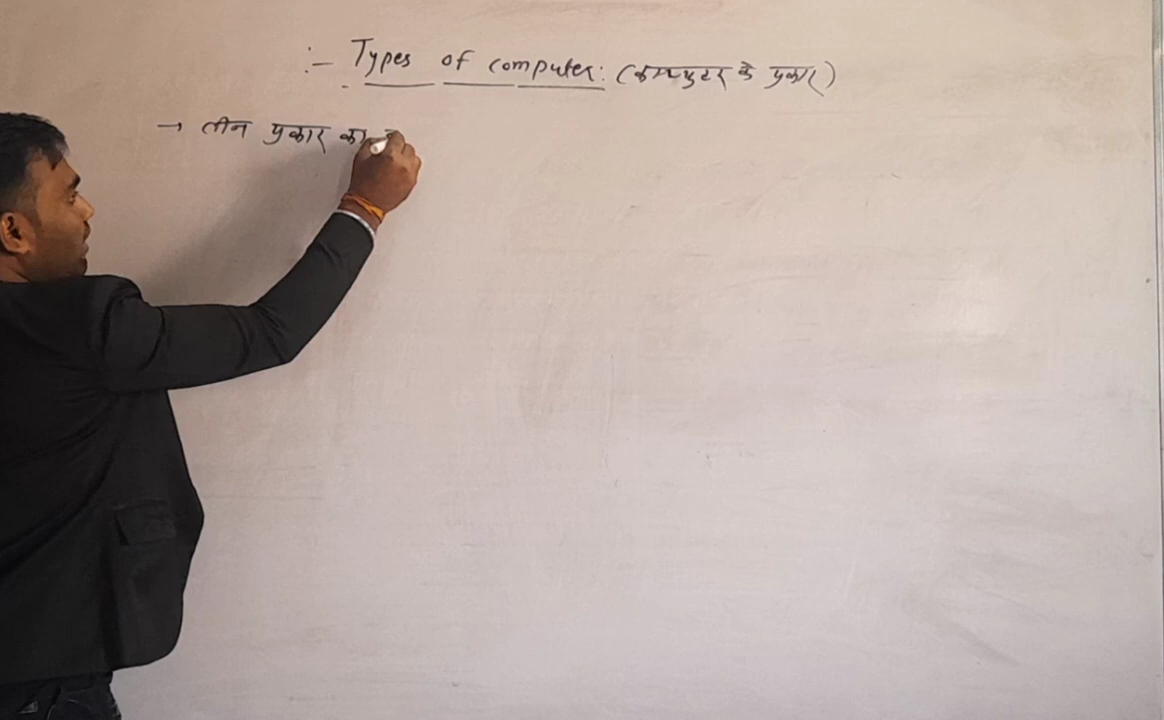 :- Types of computer: (कम्प्युटर के प्रकार)
→ तीन प्रकार का